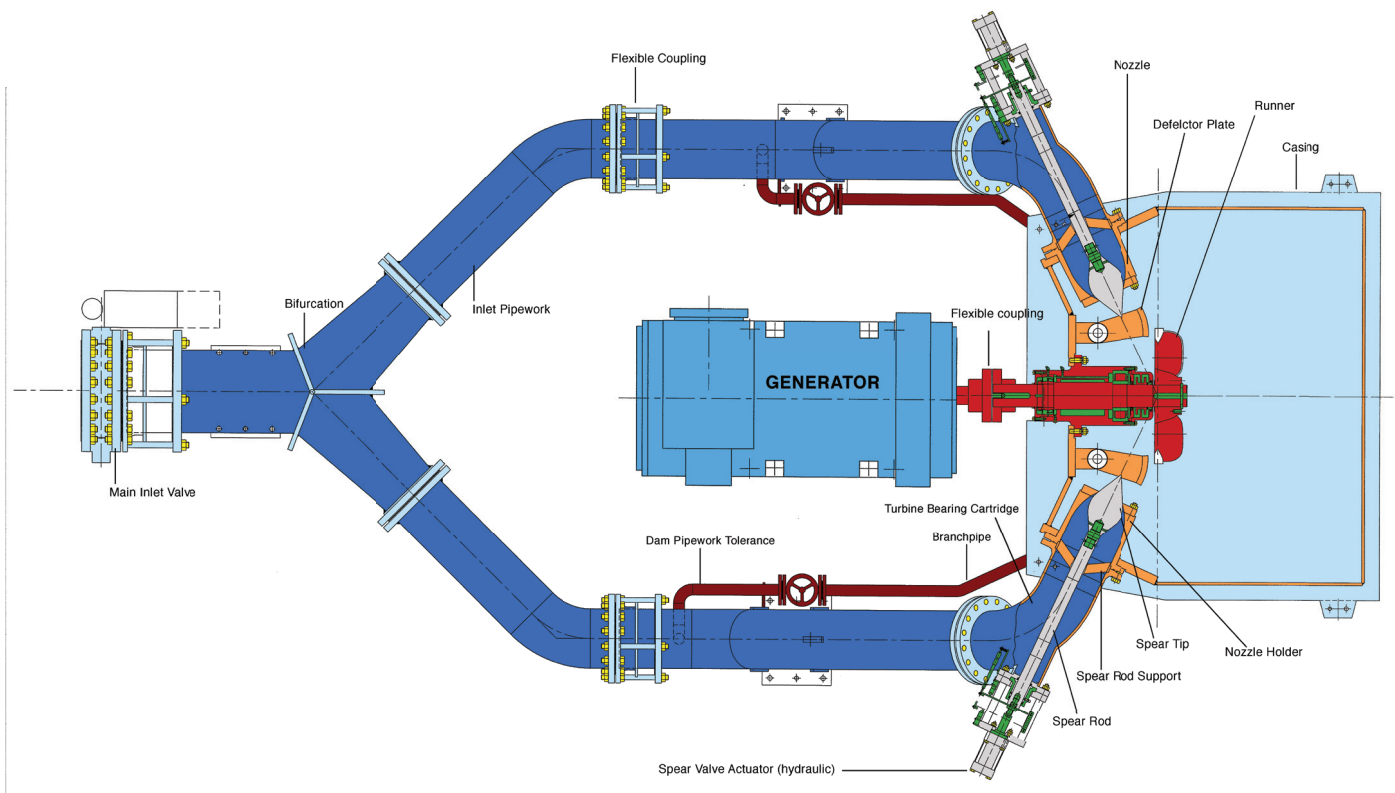 Flexible Coupling
Nozzle
Runner
Defelctor Plate
Casing
Bifurcation
Inlet Pipework
Flexible coupling
GENERATOR
Main Inlet Valve
Turbine Bearing Cartridge
Dam Pipework Tolerance
Branchpipe
Spear Tip
Nozzle Holder
Spear Rod Support
Spear Rod
Spear Valve Actuator (hydraulic)